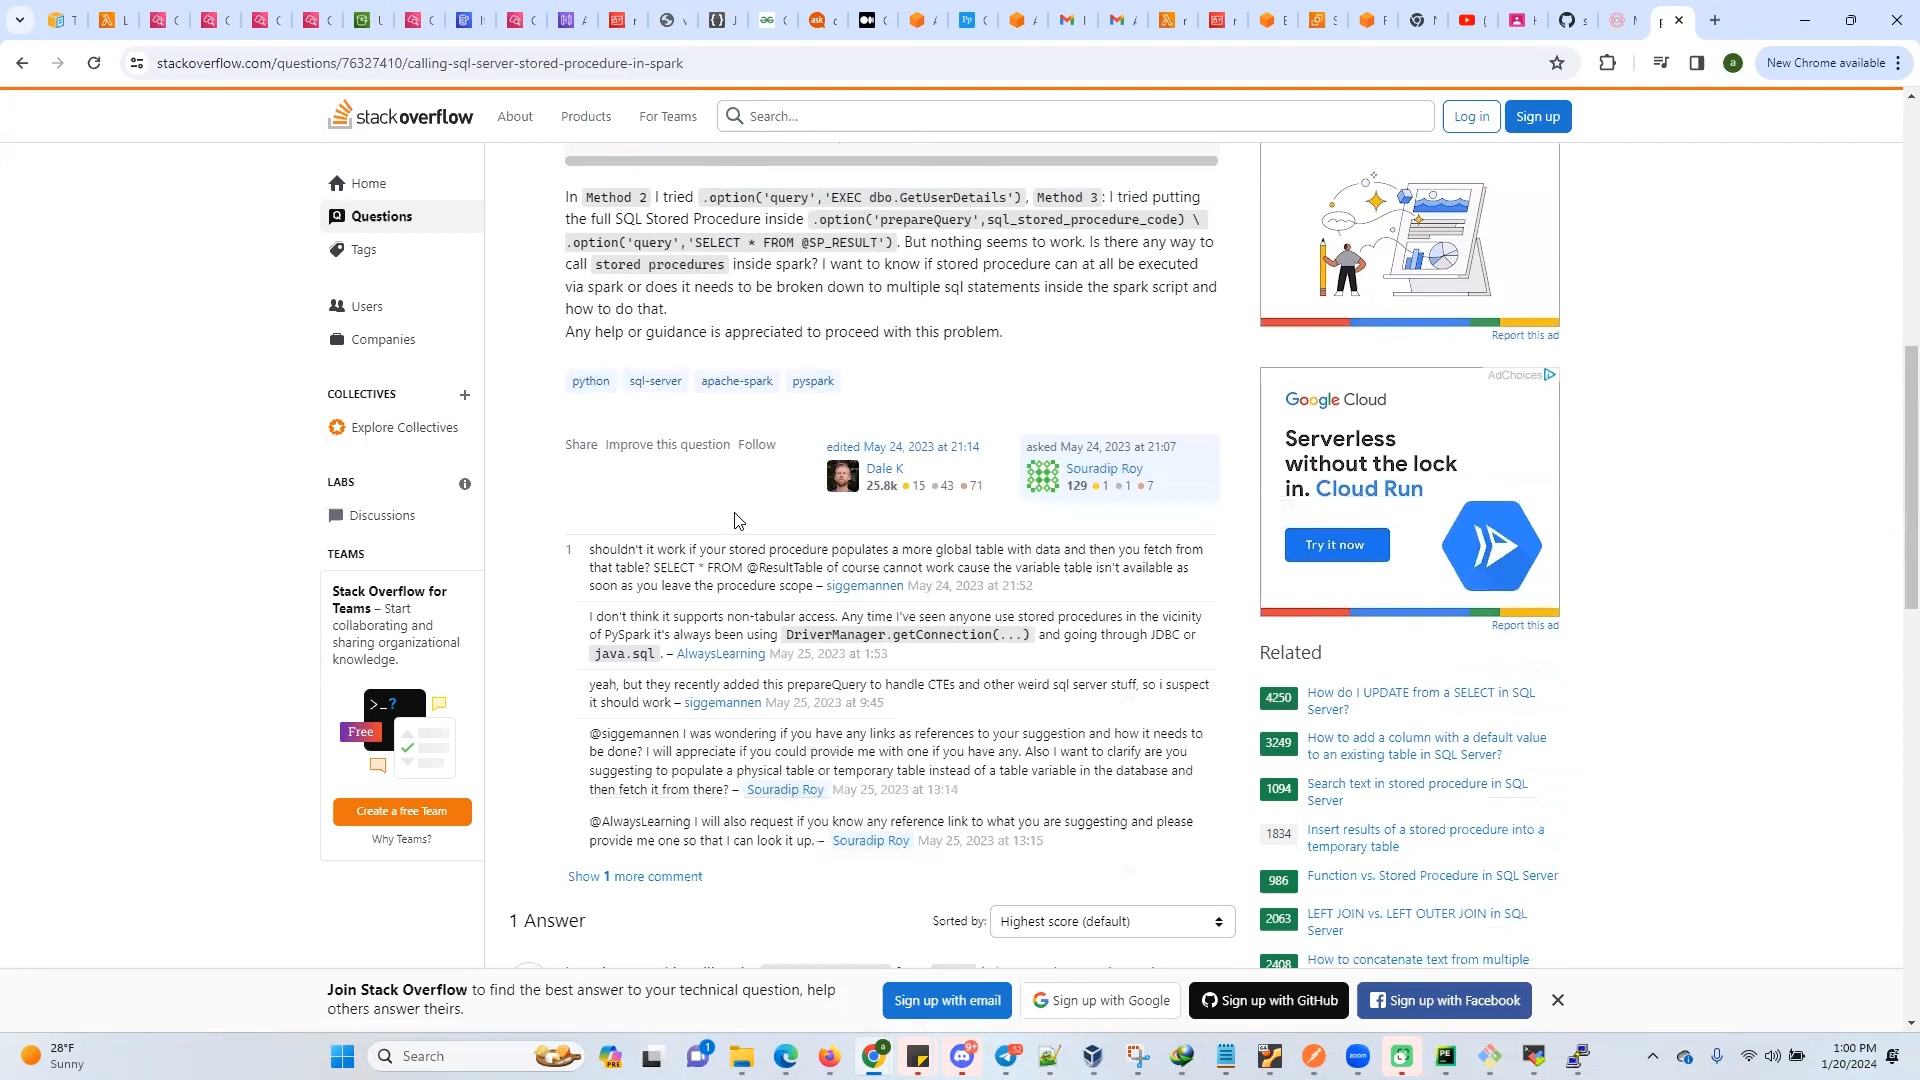 stackoverflow.com/questions/76327410/calling-sql-server-stored-procedure-in-spark
New Chrome available
stackoverflow
About
Products
For Teams
Search...
Log in
Sign up
Home
Questions
Tags
Users
Companies
COLLECTIVES
Explore Collectives
LABS
Discussions
TEAMS
Stack Overflow for
Teams – Start
collaborating and
sharing organizational
knowledge.
>_?
Free
Create a free Team
Why Teams?
In Method 2 I tried .option('query','EXEC dbo.GetUserDetails'), Method 3: I tried putting
the full SQL Stored Procedure inside .option('prepareQuery',sql_stored_procedure_code) \
.option('query','SELECT * FROM @SP_RESULT'). But nothing seems to work. Is there any way to
call stored procedures inside spark? I want to know if stored procedure can at all be executed
via spark or does it needs to be broken down to multiple sql statements inside the spark script and
how to do that.
Any help or guidance is appreciated to proceed with this problem.
python sql-server apache-spark pyspark
Share Improve this question Follow
edited May 24, 2023 at 21:14
Dale K
25.8k 15 43 71
asked May 24, 2023 at 21:07
Souradip Roy
129 1 1 7
1 shouldn't it work if your stored procedure populates a more global table with data and then you fetch from
that table? SELECT * FROM @ResultTable of course cannot work cause the variable table isn't available as
soon as you leave the procedure scope – siggemannen May 24, 2023 at 21:52
I don't think it supports non-tabular access. Any time I've seen anyone use stored procedures in the vicinity
of PySpark it's always been using DriverManager.getConnection(...) and going through JDBC or
java.sql. – AlwaysLearning May 25, 2023 at 1:53
yeah, but they recently added this prepareQuery to handle CTEs and other weird sql server stuff, so i suspect
it should work – siggemannen May 25, 2023 at 9:45
@siggemannen I was wondering if you have any links as references to your suggestion and how it needs to
be done? I will appreciate if you could provide me with one if you have any. Also I want to clarify are you
suggesting to populate a physical table or temporary table instead of a table variable in the database and
then fetch it from there? – Souradip Roy May 25, 2023 at 13:14
@AlwaysLearning I will also request if you know any reference link to what you are suggesting and please
provide me one so that I can look it up. – Souradip Roy May 25, 2023 at 13:15
Show 1 more comment
1 Answer
Sorted by: Highest score (default)
Report this ad
AdChoices
Google Cloud
Serverless
without the lock
in. Cloud Run
Try it now
Report this ad
Related
4250 How do I UPDATE from a SELECT in SQL
Server?
3249 How to add a column with a default value
to an existing table in SQL Server?
1094 Search text in stored procedure in SQL
Server
1834 Insert results of a stored procedure into a
temporary table
986 Function vs. Stored Procedure in SQL Server
2063 LEFT JOIN vs. LEFT OUTER JOIN in SQL
Server
2408 How to concatenate text from multiple
Join Stack Overflow to find the best answer to your technical question, help
others answer theirs.
Sign up with email
Sign up with Google
Sign up with GitHub
Sign up with Facebook
28°F
Sunny
Search
1:00 PM
1/20/2024